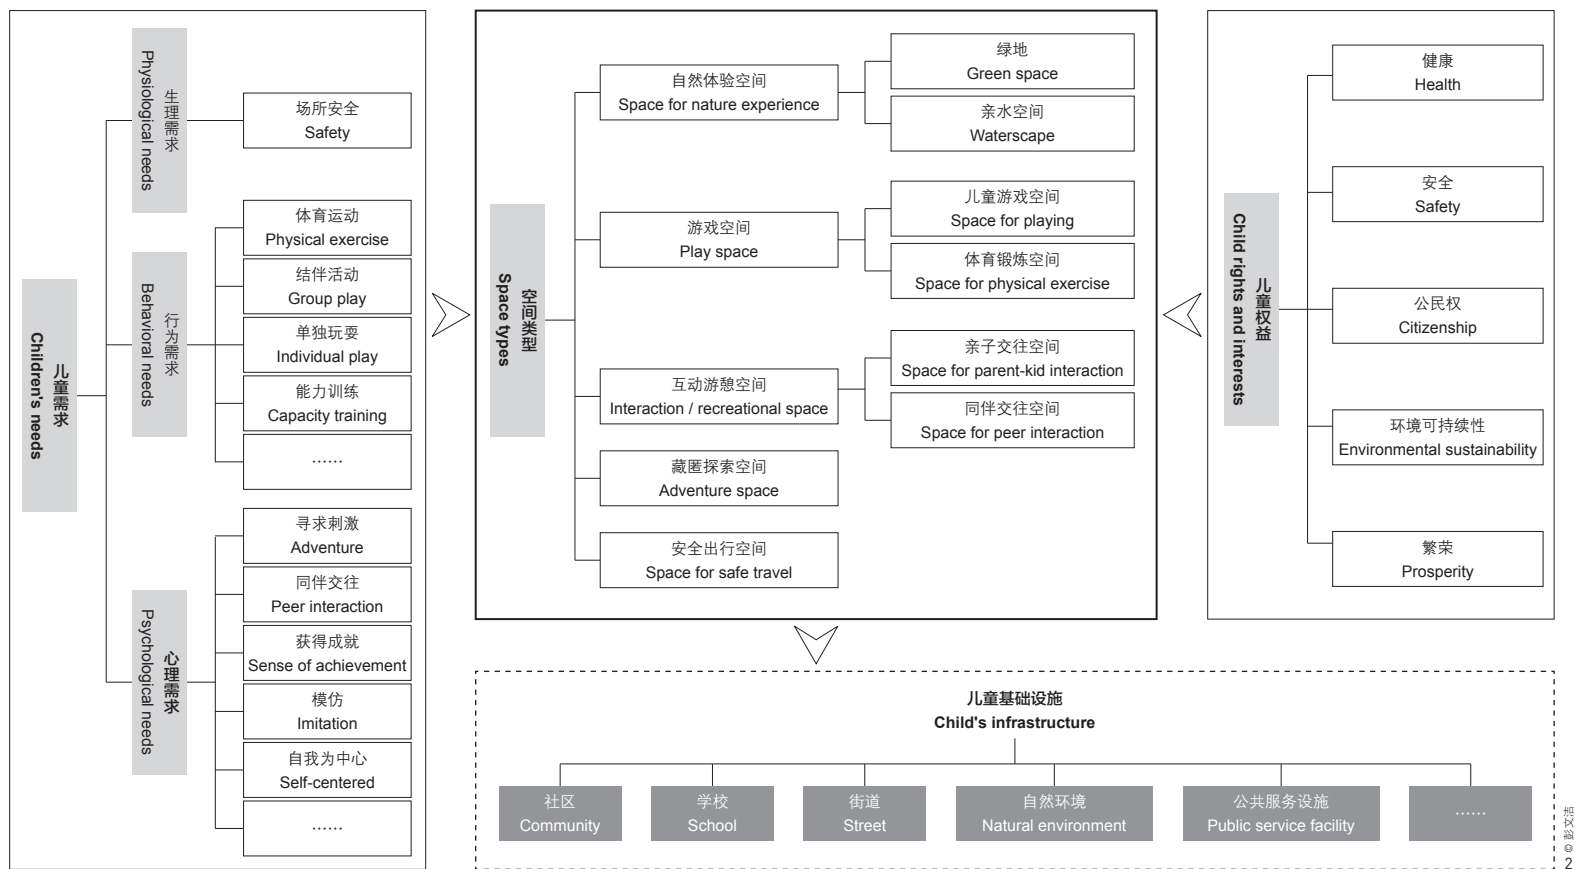 儿童需求
Children's needs
生理需求
Physiological needs
场所安全
Safety
行为需求
Behavioral needs
体育运动
Physical exercise
结伴活动
Group play
单独玩耍
Individual play
能力训练
Capacity training
……
心理需求
Psychological needs
寻求刺激
Adventure
同伴交往
Peer interaction
获得成就
Sense of achievement
模仿
Imitation
自我为中心
Self-centered
……
空间类型
Space types
自然体验空间
Space for nature experience
绿地
Green space
亲水空间
Waterscape
游戏空间
Play space
儿童游戏空间
Space for playing
体育锻炼空间
Space for physical exercise
互动游憩空间
Interaction / recreational space
亲子交往空间
Space for parent-kid interaction
同伴交往空间
Space for peer interaction
藏匿探索空间
Adventure space
安全出行空间
Space for safe travel
儿童权益
Child rights and interests
健康
Health
安全
Safety
公民权
Citizenship
环境可持续性
Environmental sustainability
繁荣
Prosperity
儿童基础设施
Child's infrastructure
社区
Community
学校
School
街道
Street
自然环境
Natural environment
公共服务设施
Public service facility
……
© 彭文洁
2